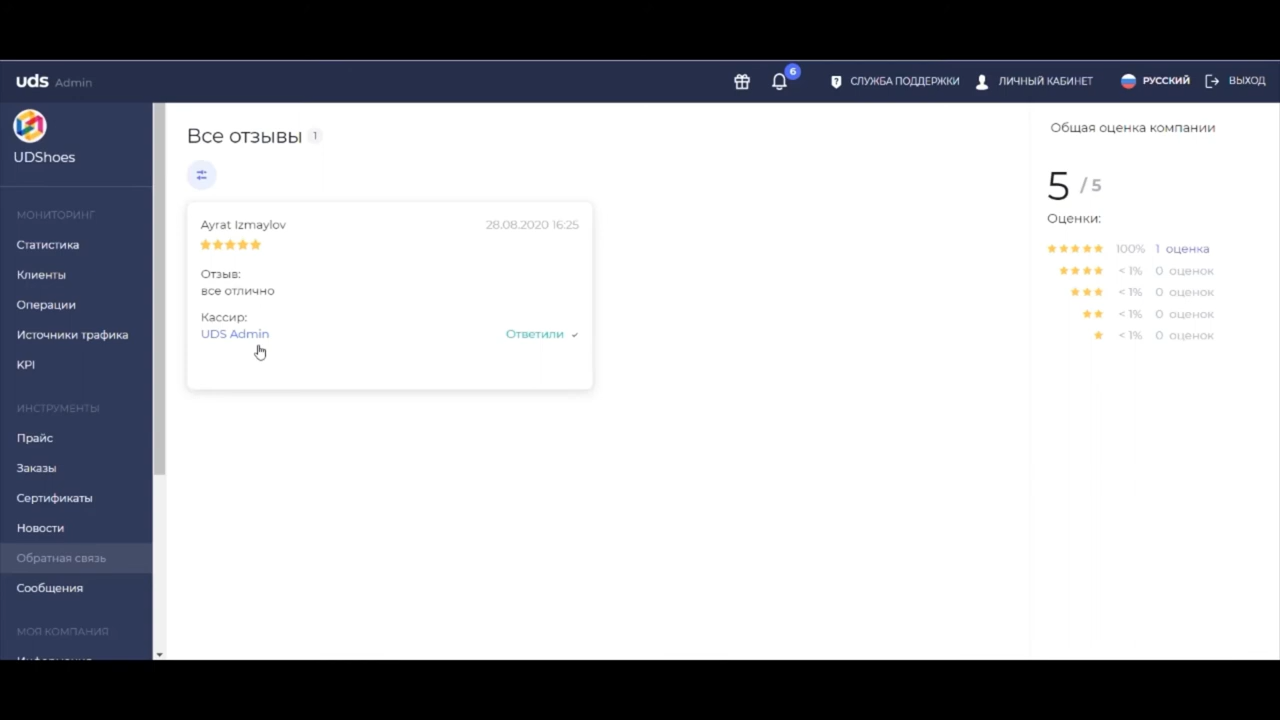 uds Admin
6
СЛУЖБА ПОДДЕРЖКИ
ЛИЧНЫЙ КАБИНЕТ
РУССКИЙ
ВЫХОД
UDShoes
МОНИТОРИНГ
Статистика
Клиенты
Операции
Источники трафика
KPI
ИНСТРУМЕНТЫ
Прайс
Заказы
Сертификаты
Новости
Обратная связь
Сообщения
МОЯ КОМПАНИЯ
Все отзывы 1
Ayrat Izmaylov 28.08.2020 16:25
Отзыв:
все отлично
Кассир:
UDS Admin Ответили
Общая оценка компании
5 / 5
Оценки:
100% 1 оценка
< 1% 0 оценок
< 1% 0 оценок
< 1% 0 оценок
< 1% 0 оценок